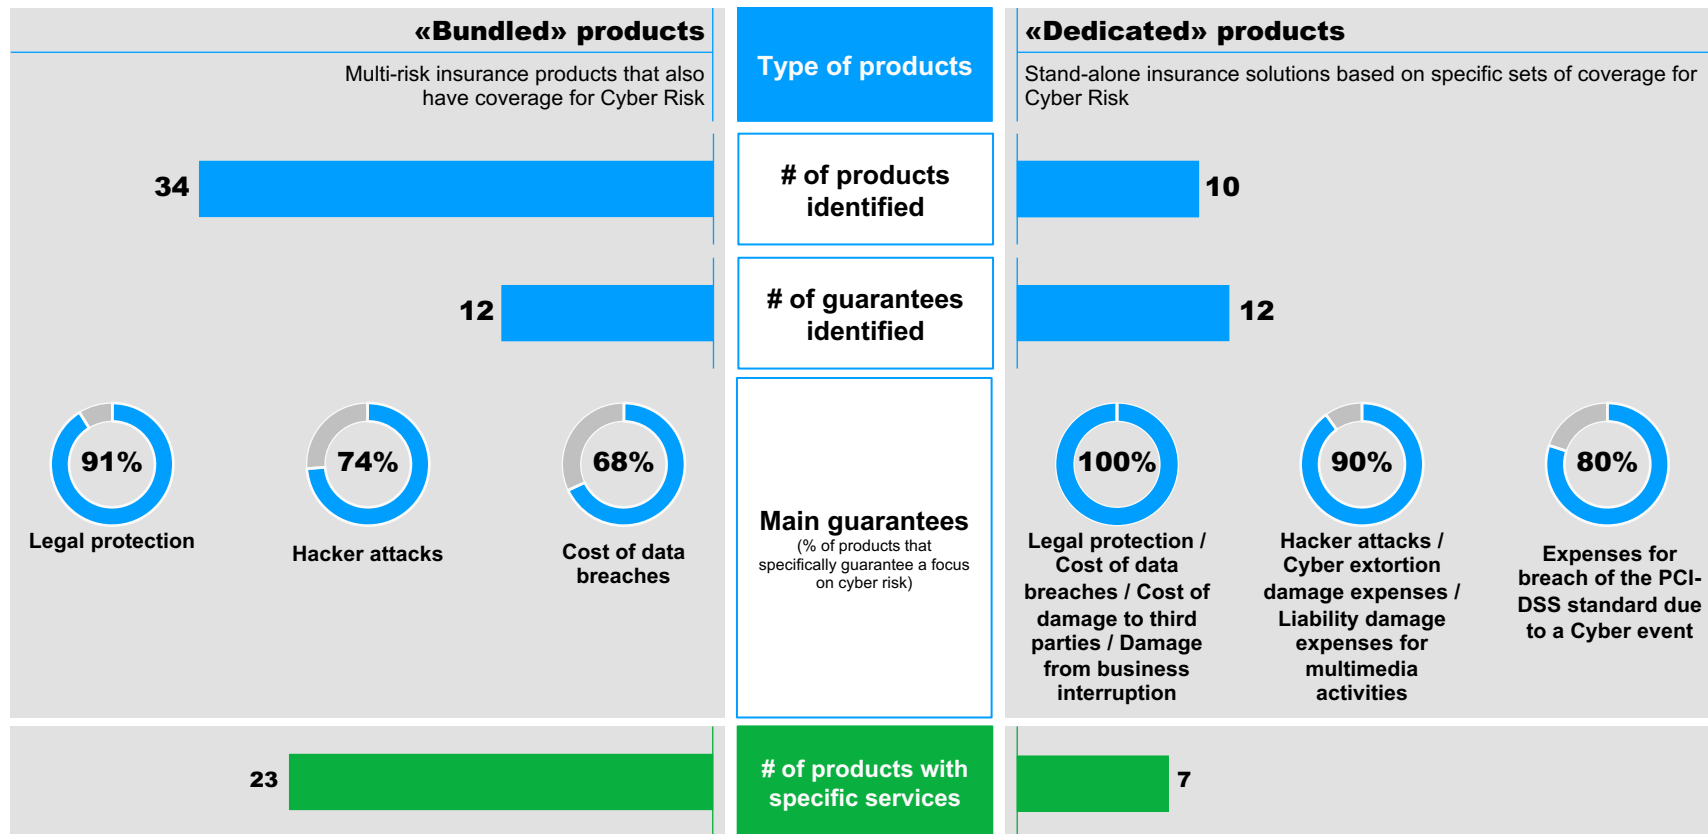 «Bundled» products
Multi-risk insurance products that also
have coverage for Cyber Risk
Type of products
«Dedicated» products
Stand-alone insurance solutions based on specific sets of coverage for
Cyber Risk
34
# of products
identified
10
12
# of guarantees
identified
12
91%
Legal protection
74%
Hacker attacks
68%
Cost of data
breaches
Main guarantees
(% of products that
specifically guarantee a focus
on cyber risk)
100%
Legal protection /
Cost of data
breaches / Cost of
damage to third
parties / Damage
from business
interruption
90%
Hacker attacks /
Cyber extortion
damage expenses /
Liability damage
expenses for
multimedia
activities
80%
Expenses for
breach of the PCI-
DSS standard due
to a Cyber event
23
# of products with
specific services
7